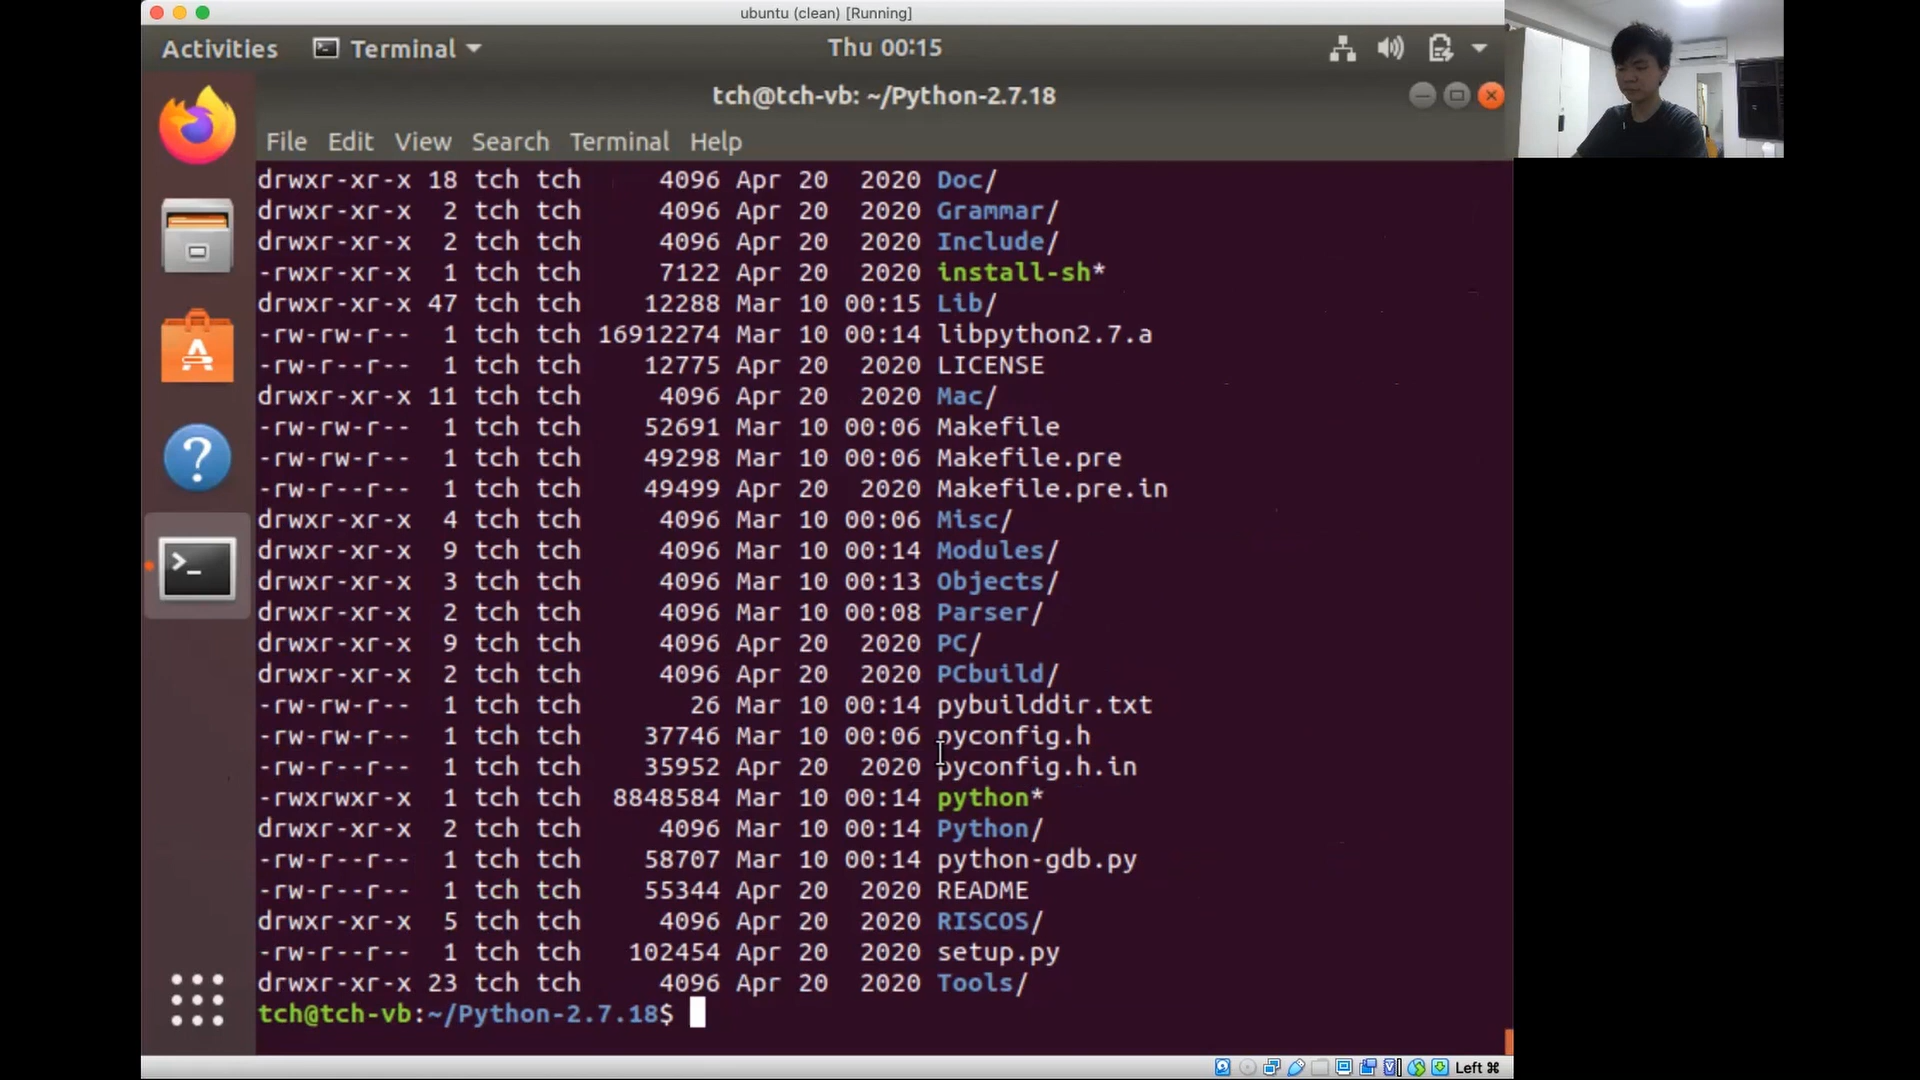 ubuntu (clean) [Running]
Activities Terminal Thu 00:15
tch@tch-vb: ~/Python-2.7.18
File Edit View Search Terminal Help
drwxr-xr-x 18 tch tch     4096 Apr 20  2020 Doc/
drwxr-xr-x  2 tch tch     4096 Apr 20  2020 Grammar/
drwxr-xr-x  2 tch tch     4096 Apr 20  2020 Include/
-rwxr-xr-x  1 tch tch     7122 Apr 20  2020 install-sh*
drwxr-xr-x 47 tch tch    12288 Mar 10 00:15 Lib/
-rw-rw-r--  1 tch tch 16912274 Mar 10 00:14 libpython2.7.a
-rw-r--r--  1 tch tch    12775 Apr 20  2020 LICENSE
drwxr-xr-x 11 tch tch     4096 Apr 20  2020 Mac/
-rw-rw-r--  1 tch tch    52691 Mar 10 00:06 Makefile
-rw-rw-r--  1 tch tch    49298 Mar 10 00:06 Makefile.pre
-rw-r--r--  1 tch tch    49499 Apr 20  2020 Makefile.pre.in
drwxr-xr-x  4 tch tch     4096 Mar 10 00:06 Misc/
drwxr-xr-x  9 tch tch     4096 Mar 10 00:14 Modules/
drwxr-xr-x  3 tch tch     4096 Mar 10 00:13 Objects/
drwxr-xr-x  2 tch tch     4096 Mar 10 00:08 Parser/
drwxr-xr-x  9 tch tch     4096 Apr 20  2020 PC/
drwxr-xr-x  2 tch tch     4096 Apr 20  2020 PCbuild/
-rw-rw-r--  1 tch tch       26 Mar 10 00:14 pybuilddir.txt
-rw-rw-r--  1 tch tch    37746 Mar 10 00:06 pyconfig.h
-rw-r--r--  1 tch tch    35952 Apr 20  2020 pyconfig.h.in
-rwxrwxr-x  1 tch tch  8848584 Mar 10 00:14 python*
drwxr-xr-x  2 tch tch     4096 Mar 10 00:14 Python/
-rw-r--r--  1 tch tch    58707 Mar 10 00:14 python-gdb.py
-rw-r--r--  1 tch tch    55344 Apr 20  2020 README
drwxr-xr-x  5 tch tch     4096 Apr 20  2020 RISCOS/
-rw-r--r--  1 tch tch   102454 Apr 20  2020 setup.py
drwxr-xr-x 23 tch tch     4096 Apr 20  2020 Tools/
tch@tch-vb:~/Python-2.7.18$
Left ⌘